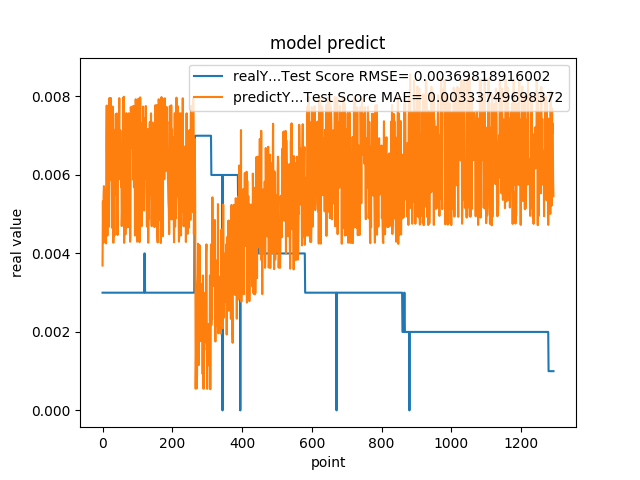 model predict
realY...Test Score RMSE= 0.00369818916002
predictY...Test Score MAE= 0.00333749698372
real value
0.008
0.006
0.004
0.002
0.000
0 200 400 600 800 1000 1200
point